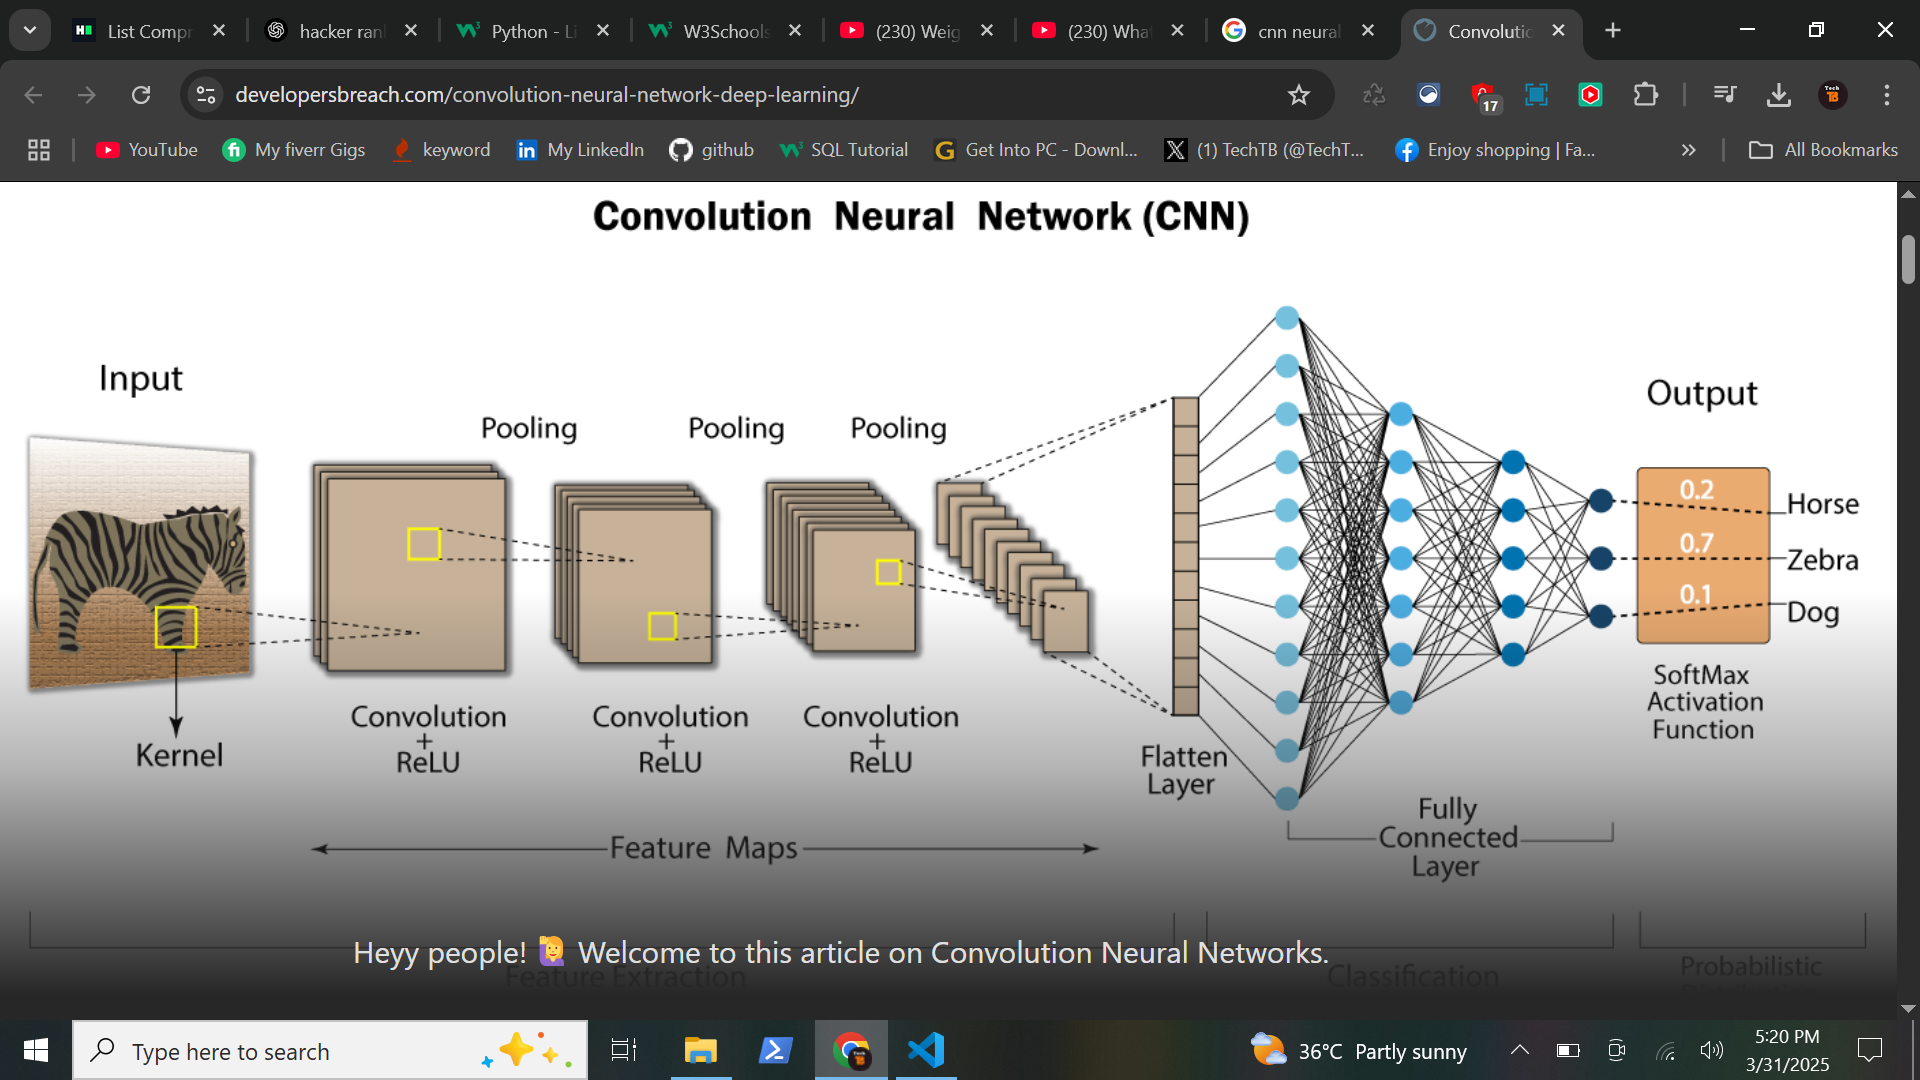 List Compr
hacker ran
Python - Li
W3Schools
(230) Weig
(230) What
cnn neural
Convolutio
developersbreach.com/convolution-neural-network-deep-learning/
17
YouTube
My fiverr Gigs
keyword
My LinkedIn
github
SQL Tutorial
Get Into PC - Downl...
(1) TechTB (@TechT...
Enjoy shopping | Fa...
All Bookmarks
Convolution Neural Network (CNN)
Input
Pooling
Pooling
Pooling
Output
0.2
Horse
0.7
Zebra
0.1
Dog
Kernel
Convolution
+
ReLU
Convolution
+
ReLU
Convolution
+
ReLU
Flatten
Layer
SoftMax
Activation
Function
Feature Maps
Fully
Connected
Layer
Heyy people! 🙋 Welcome to this article on Convolution Neural Networks.
Feature Extraction
Classification
Probabilistic
Type here to search
36°C Partly sunny
5:20 PM
3/31/2025